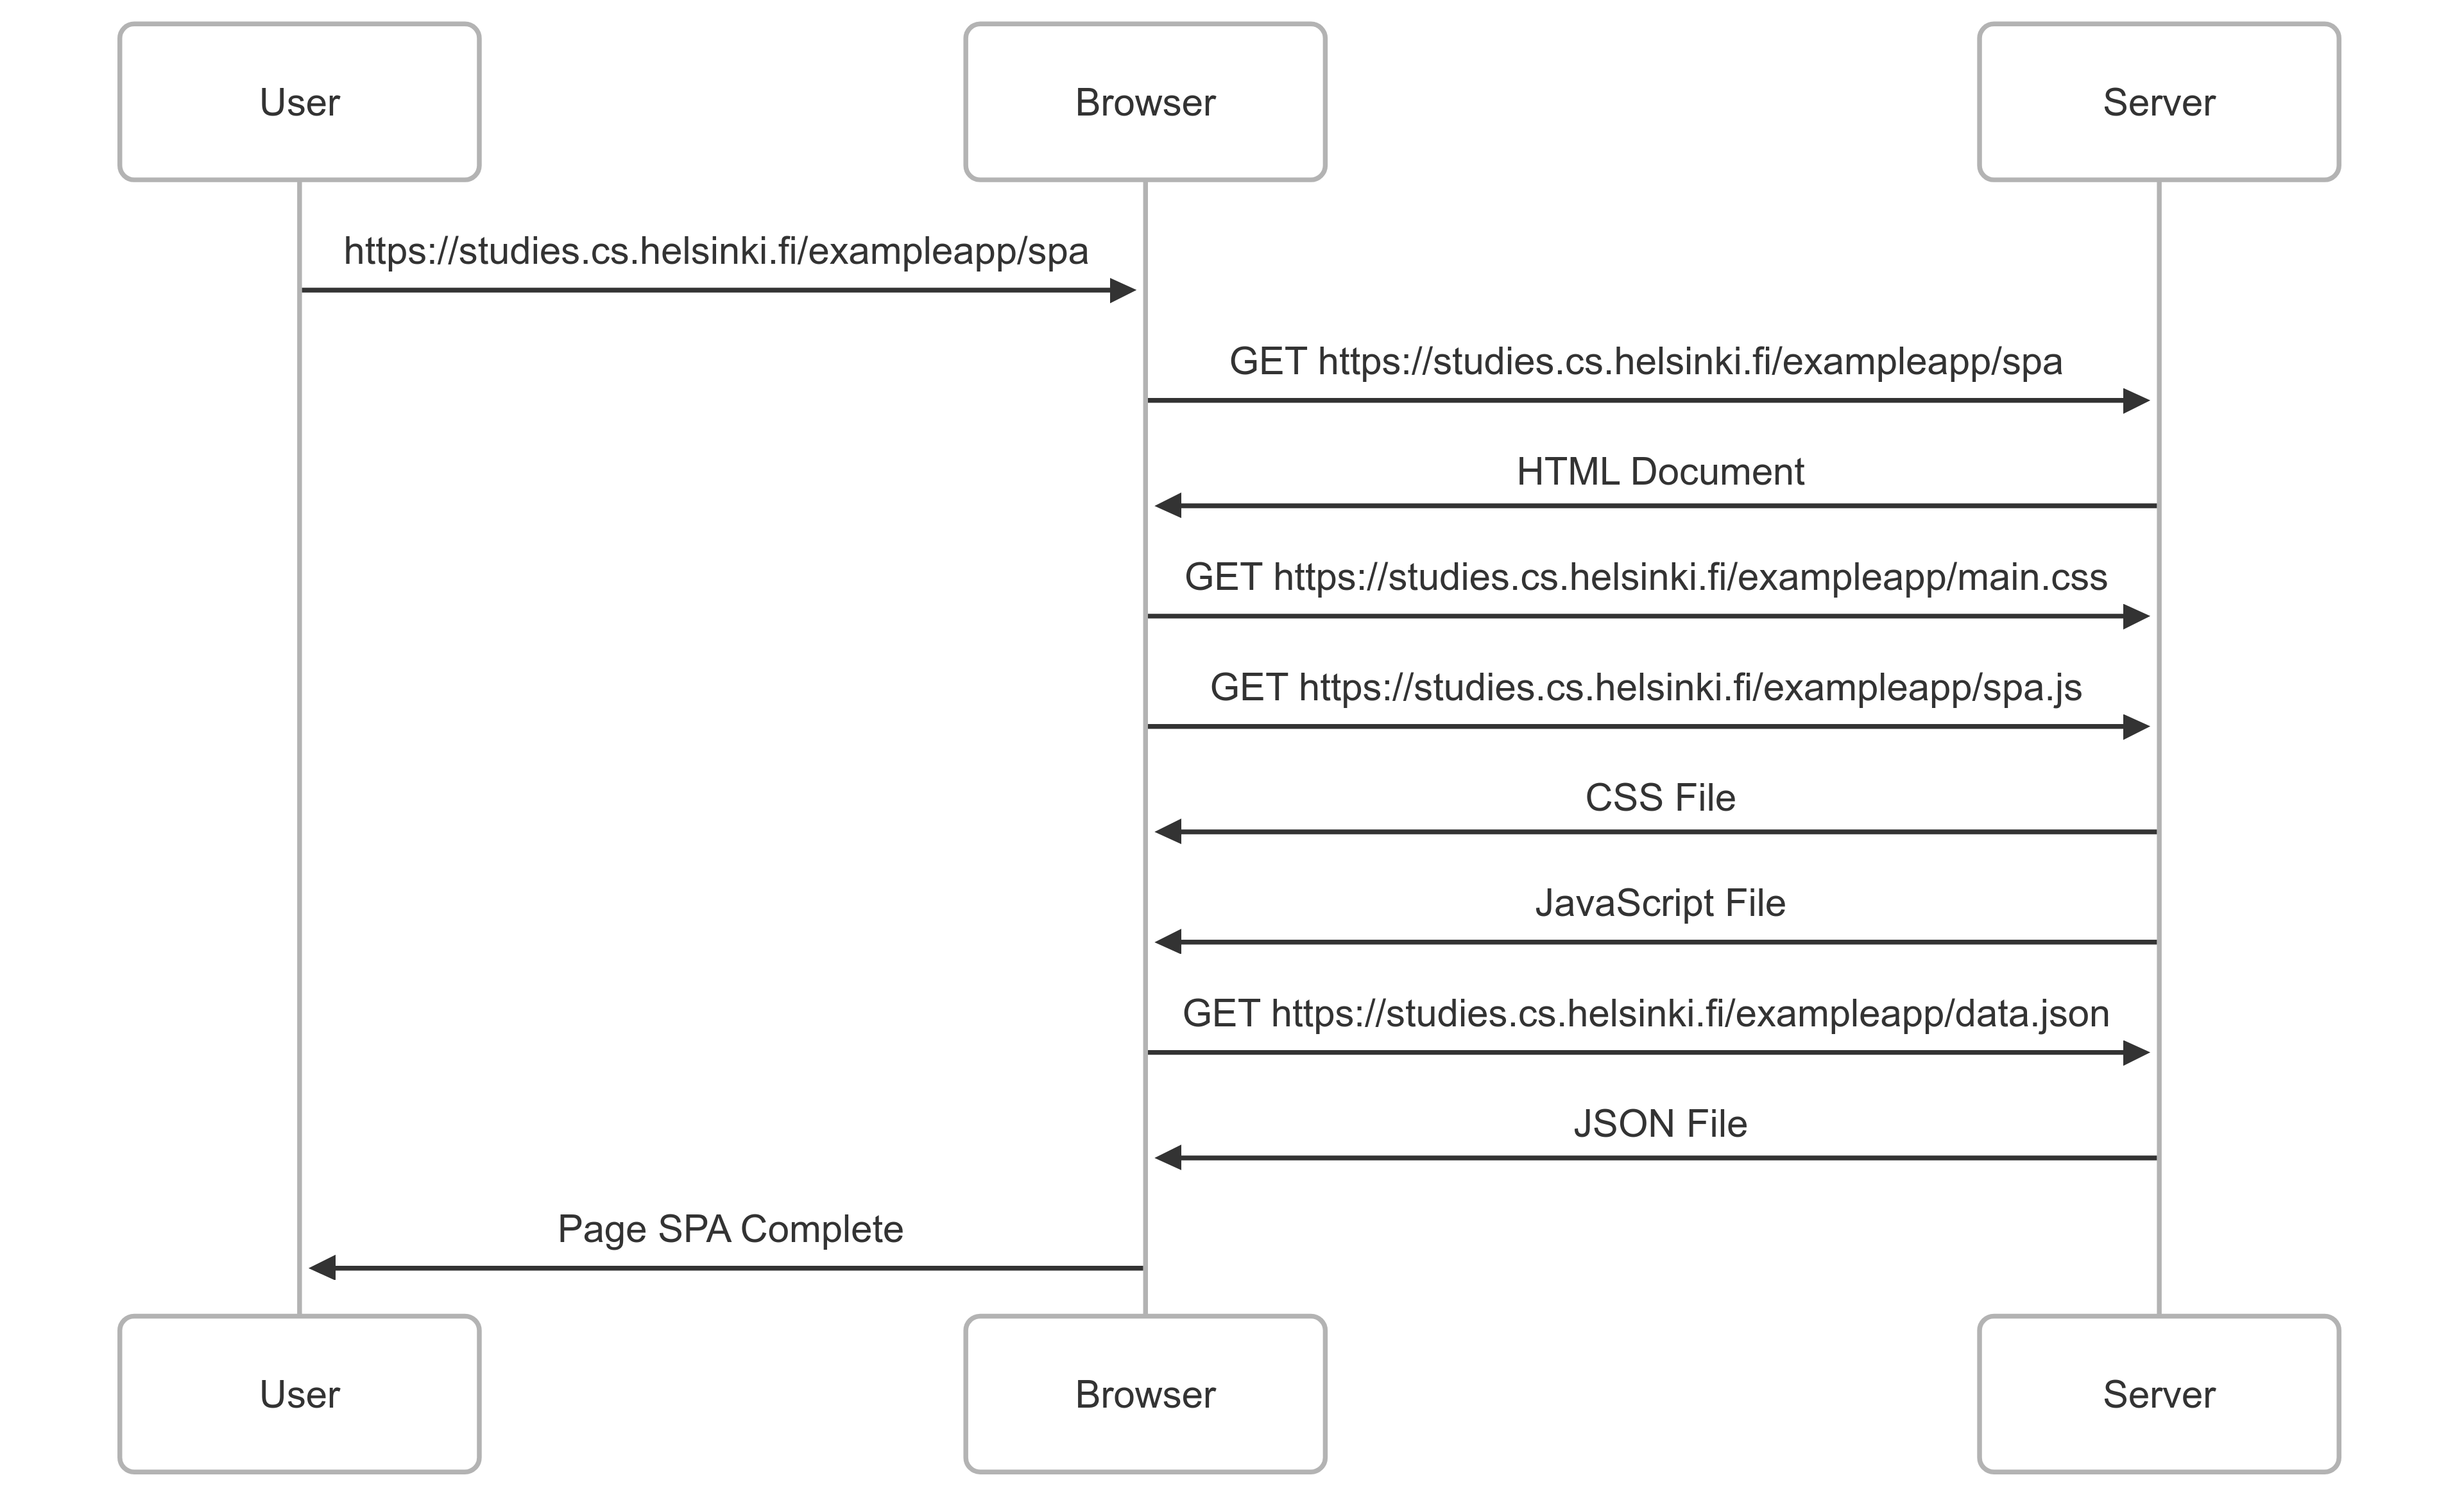 User
Browser
Server
https://studies.cs.helsinki.fi/exampleapp/spa
GET https://studies.cs.helsinki.fi/exampleapp/spa
HTML Document
GET https://studies.cs.helsinki.fi/exampleapp/main.css
GET https://studies.cs.helsinki.fi/exampleapp/spa.js
CSS File
JavaScript File
GET https://studies.cs.helsinki.fi/exampleapp/data.json
JSON File
Page SPA Complete
User
Browser
Server